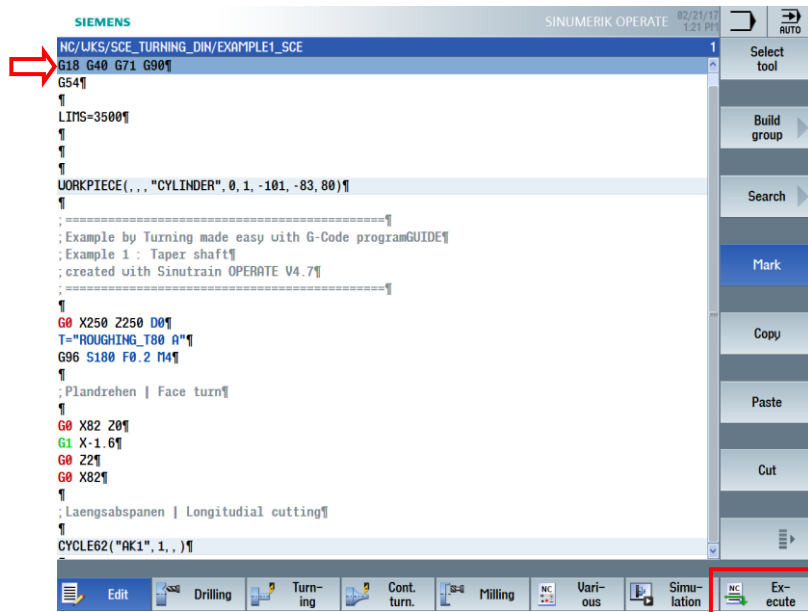 SIEMENS
SINUMERIK OPERATE
02/21/17
1:21 PM
AUTO
NC/WKS/SCE_TURNING_DIN/EXAMPLE1_SCE 1
G18 G40 G71 G90¶
G54¶
¶
LIMS=3500¶
¶
¶
¶
WORKPIECE(,,,"CYLINDER",0,1,-101,-83,80)¶
¶
;=============================================¶
;Example by Turning made easy with G-Code programGUIDE¶
;Example 1 : Taper shaft¶
;created with Sinutrain OPERATE V4.7¶
;=============================================¶
¶
G0 X250 Z250 D0¶
T="ROUGHING_T80 A"¶
G96 S180 F0.2 M4¶
¶
;Plandrehen | Face turn¶
¶
G0 X82 Z0¶
G1 X-1.6¶
G0 Z2¶
G0 X82¶
¶
;Laengsabspanen | Longitudial cutting¶
¶
CYCLE62("AK1",1,,)¶
Select
tool
Build
group
Search
Mark
Copy
Paste
Cut
Edit
Drilling
Turn-
ing
Cont.
turn.
Milling
NC
Vari-
ous
Simu-
lation
NC
Ex-
ecute